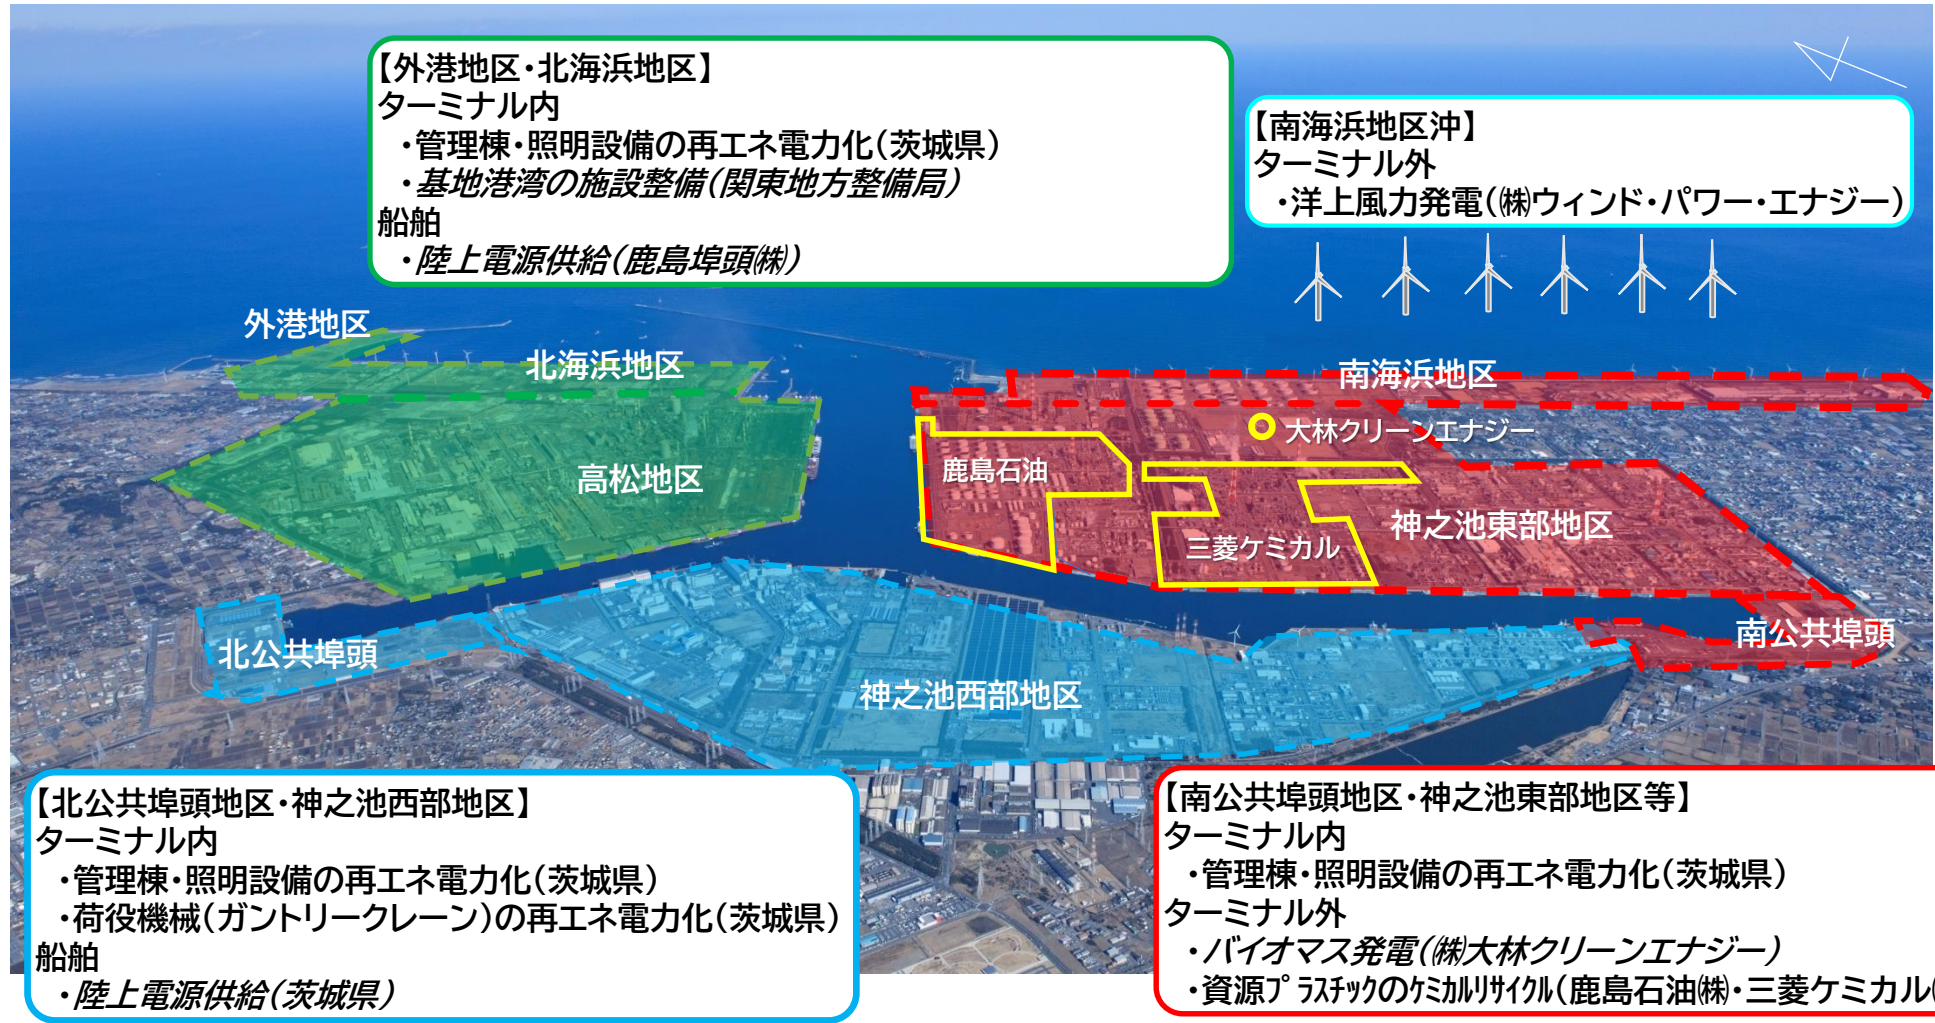 【外港地区・北海浜地区】
ターミナル内
・管理棟・照明設備の再エネ電力化(茨城県)
・基地港湾の施設整備(関東地方整備局)
船舶
・陸上電源供給(鹿島埠頭㈱)
【南海浜地区沖】
ターミナル外
・洋上風力発電(㈱ウィンド・パワー・エナジー)
外港地区
北海浜地区
南海浜地区
大林クリーンエナジー
鹿島石油
高松地区
神之池東部地区
三菱ケミカル
北公共埠頭
南公共埠頭
神之池西部地区
【北公共埠頭地区・神之池西部地区】
ターミナル内
・管理棟・照明設備の再エネ電力化(茨城県)
・荷役機械(ガントリークレーン)の再エネ電力化(茨城県)
船舶
・陸上電源供給(茨城県)
【南公共埠頭地区・神之池東部地区等】
ターミナル内
・管理棟・照明設備の再エネ電力化(茨城県)
ターミナル外
・バイオマス発電(㈱大林クリーンエナジー)
・資源プラスチックのケミカルリサイクル(鹿島石油㈱・三菱ケミカル